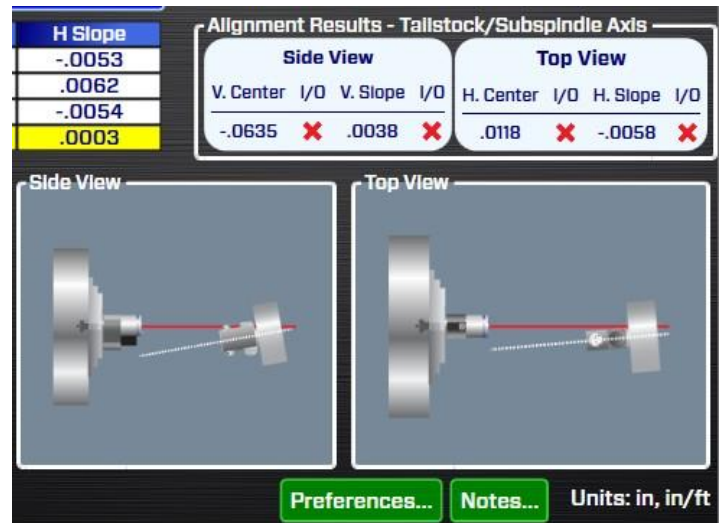 H Slope
-.0053
.0062
-.0054
.0003
Alignment Results - Tailstock/Subspindle Axis
Side View
V. Center I/O V. Slope I/O
-.0635 .0038
Top View
H. Center I/O H. Slope I/O
.0118 -.0058
Side View
Top View
Preferences...
Notes...
Units: in, in/ft